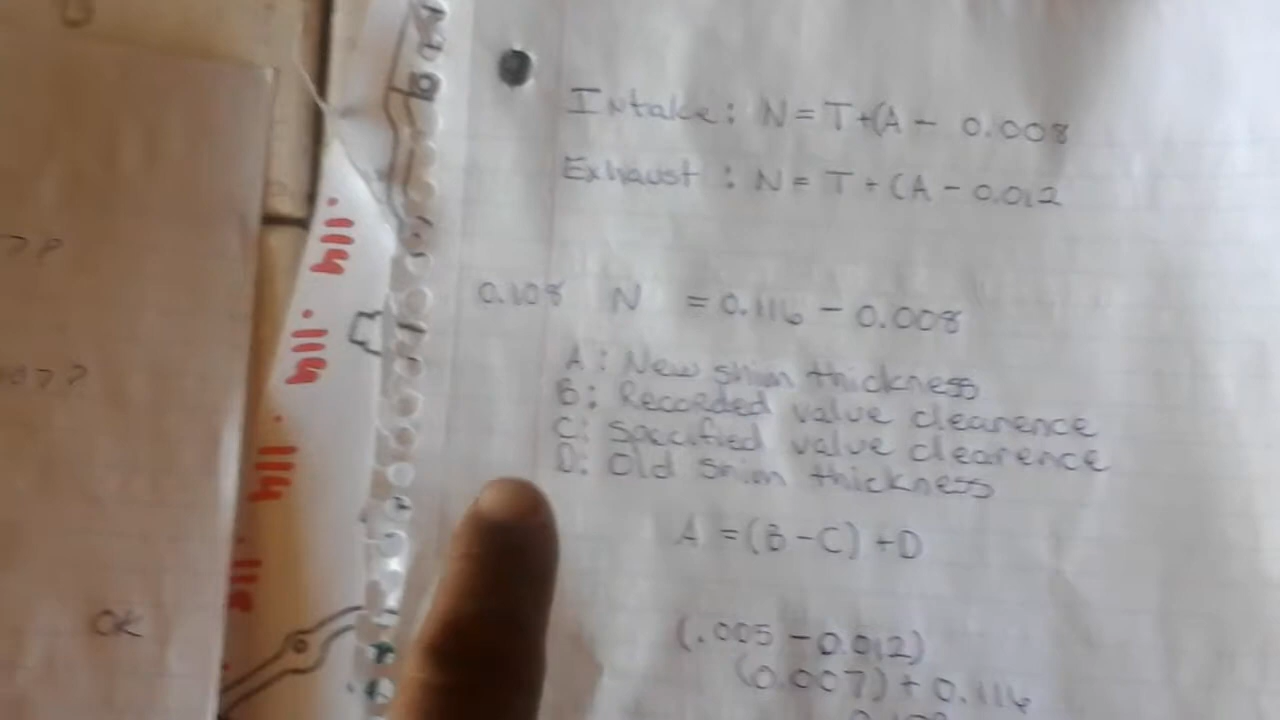 Intake: N = T+(A - 0.008
Exhaust : N = T + (A - 0.012
0.108 N = 0.116 - 0.008
A: New shim thickness
B: Recorded value clearence
C: Specified value clearence
D: Old shim thickness
A = (B-C) +D
(.005 - 0.012)
(0.007) + 0.116
OK
.114
.114
.114